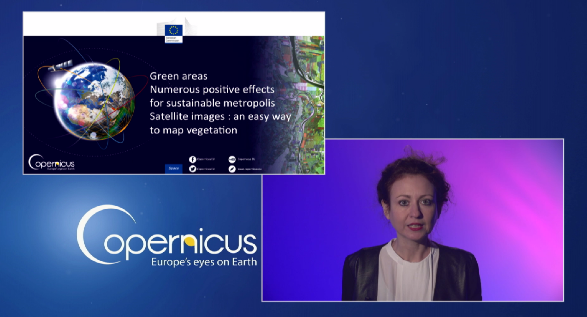 Green areas
Numerous positive effects
for sustainable metropolis
Satellite images : an easy way
to map vegetation
Copernicus
Space
Copernicus
Europe's eyes on Earth